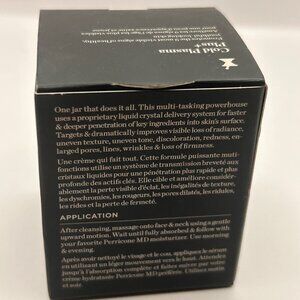 Cold Plasma
Plus+
One jar that does it all. This multi-tasking powerhouse
uses a proprietary liquid crystal delivery system for faster
& deeper penetration of key ingredients into skin's surface.
Targets & dramatically improves visible loss of radiance,
uneven texture, uneven tone, discoloration, redness, en-
larged pores, lines, wrinkles & loss of firmness.
Une crème qui fait tout. Cette formule puissante multi-
fonctions utilise un système de transmission breveté aux
cristaux liquides pour une pénétration plus rapide et plus
profonde des actifs clés. Elle cible et améliore considér-
ablement la perte visible d'éclat, les inégalités de texture,
les dyschromies, les rougeurs, les pores dilatés, les ridules,
les rides et la perte de fermeté.
APPLICATION
After cleansing, massage onto face & neck using a gentle
upward motion. Wait until fully absorbed & follow with
your favorite Perricone MD moisturizer. Use morning
& evening.
Après avoir nettoyé le visage et le cou, appliquez le sérum
en utilisant un léger mouvement vers le haut. Attendez
jusqu'à l'absorption complète et faites suivre par votre
crème hydratante Perricone MD préférée. Utilisez matin
et soir.